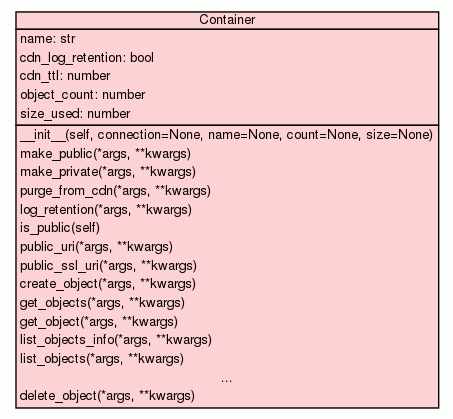 Container
name: str
cdn_log_retention: bool
cdn_ttl: number
object_count: number
size_used: number
__init__(self, connection=None, name=None, count=None, size=None)
make_public(*args, **kwargs)
make_private(*args, **kwargs)
purge_from_cdn(*args, **kwargs)
log_retention(*args, **kwargs)
is_public(self)
public_uri(*args, **kwargs)
public_ssl_uri(*args, **kwargs)
create_object(*args, **kwargs)
get_objects(*args, **kwargs)
get_object(*args, **kwargs)
list_objects_info(*args, **kwargs)
list_objects(*args, **kwargs)
...
delete_object(*args, **kwargs)